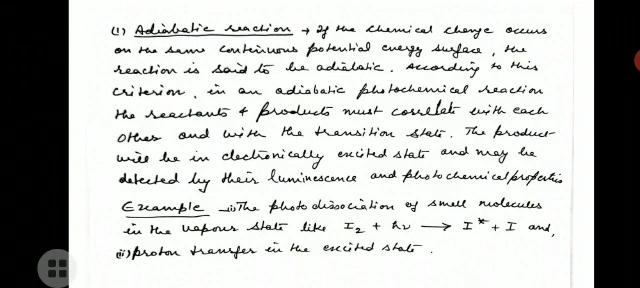 (1) Adiabatic reaction → If the chemical change occurs
on the same continuous potential energy surface, the
reaction is said to be adiabatic. According to this
criterion, in an adiabatic photochemical reaction
the reactants & products must correlate with each
other and with the transition state. The product
will be in electronically excited state and may be
detected by their luminescence and photochemical properties
Example - (i) The photodissociation of small molecules
in the vapour state like I₂ + hν → I* + I and,
(ii) proton transfer in the excited state.